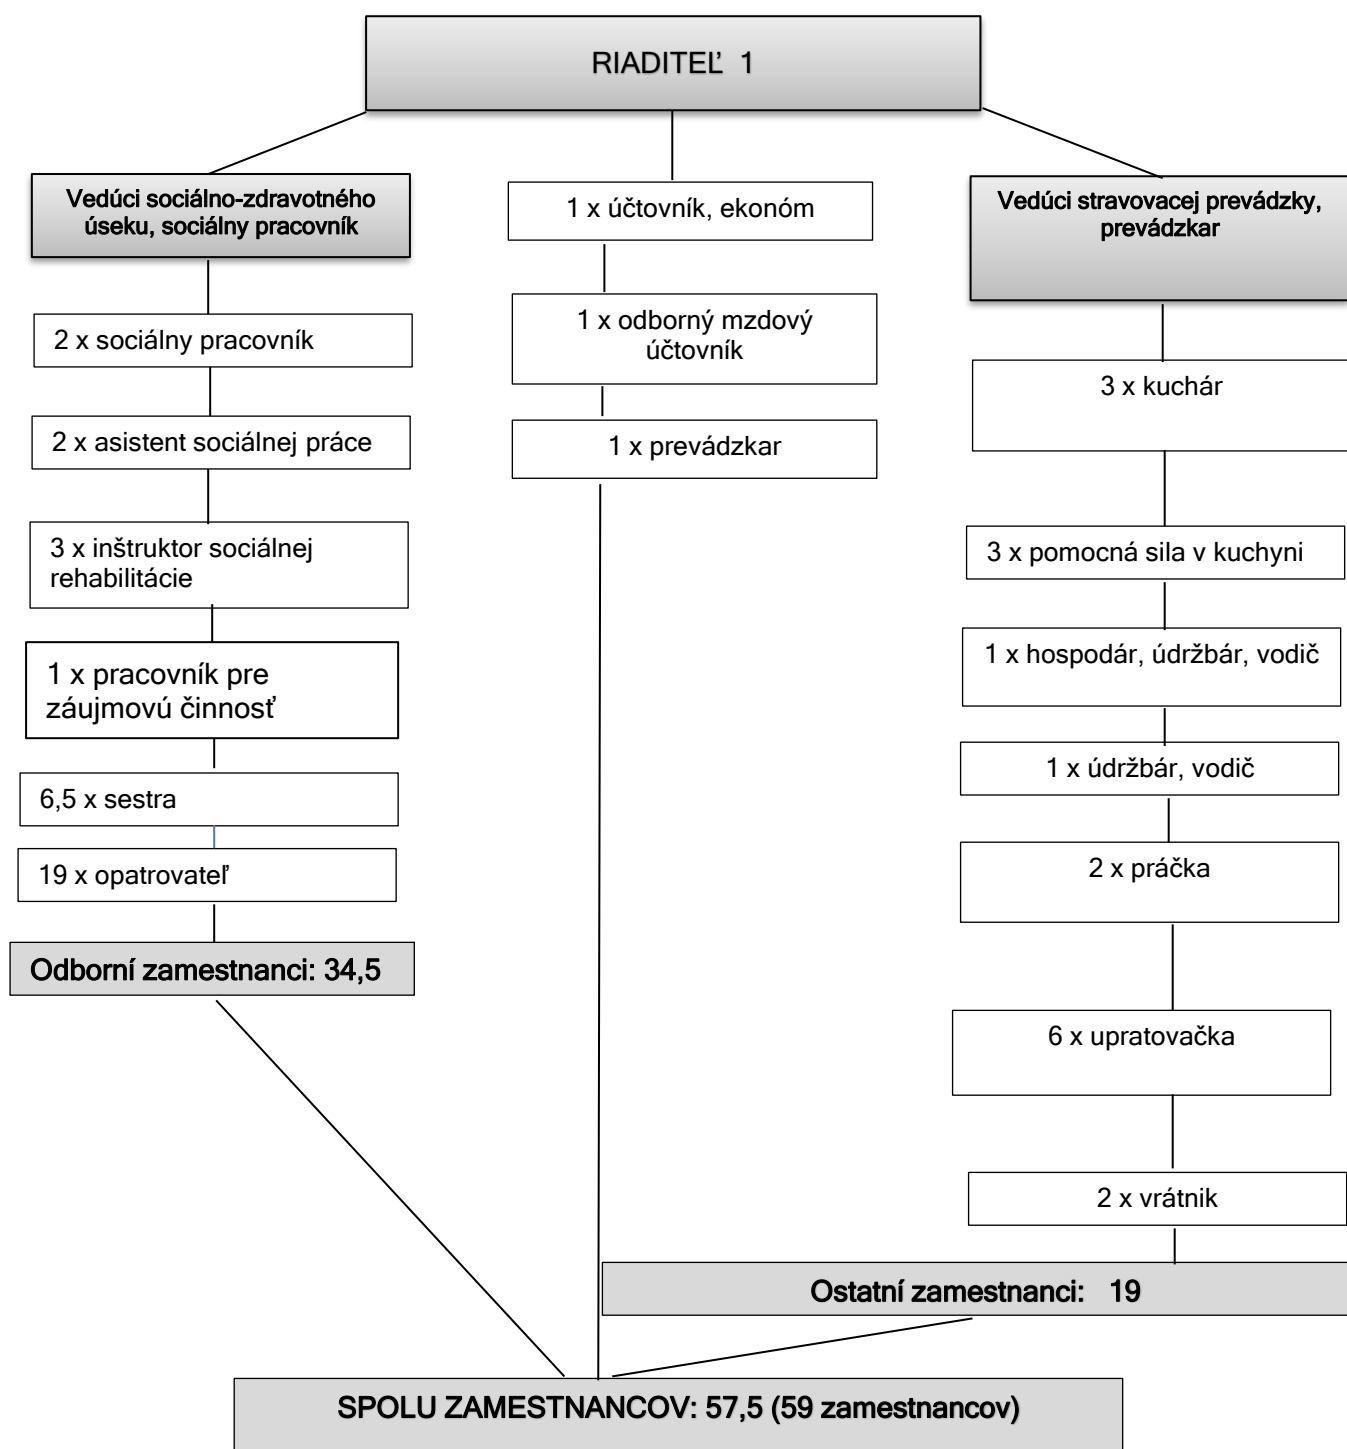 RIADITEĽ 1
Vedúci sociálno-zdravotného
úseku, sociálny pracovník
2 x sociálny pracovník
2 x asistent sociálnej práce
3 x inštruktor sociálnej
rehabilitácie
1 x pracovník pre
záujmovú činnosť
6,5 x sestra
19 x opatrovateľ
Odborní zamestnanci: 34,5
1 x účtovník, ekonóm
1 x odborný mzdový
účtovník
1 x prevádzkar
Vedúci stravovacej prevádzky,
prevádzkar
3 x kuchár
3 x pomocná sila v kuchyni
1 x hospodár, údržbár, vodič
1 x údržbár, vodič
2 x práčka
6 x upratovačka
2 x vrátnik
Ostatní zamestnanci: 19
SPOLU ZAMESTNANCOV: 57,5 (59 zamestnancov)